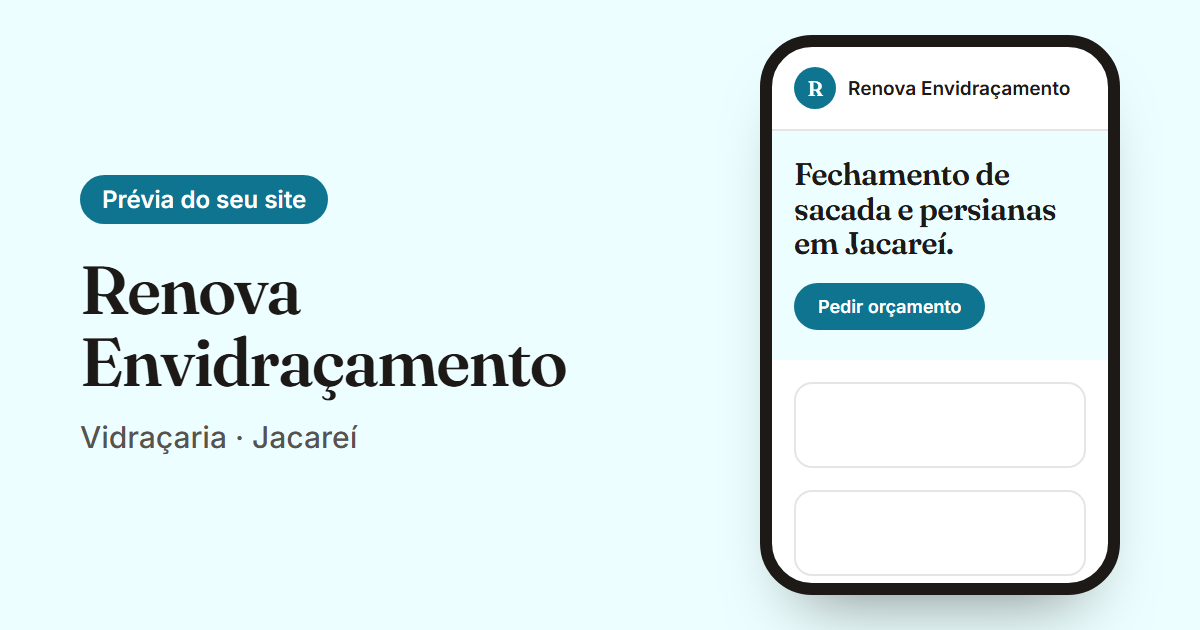 Prévia do seu site
Renova
Envidraçamento
Vidraçaria · Jacareí
R
Renova Envidraçamento
Fechamento de
sacada e persianas
em Jacareí.
Pedir orçamento